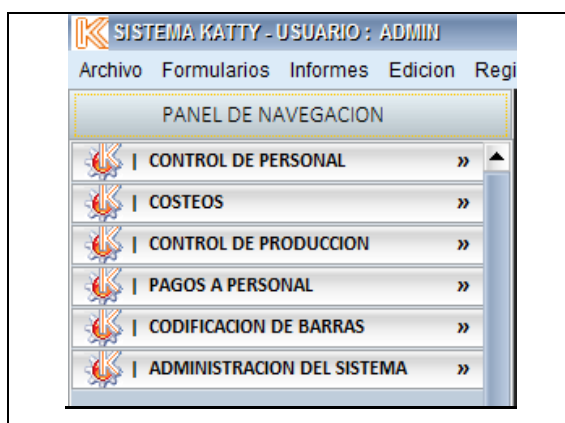 SISTEMA KATTY - USUARIO : ADMIN
Archivo Formularios Informes Edicion Regi
PANEL DE NAVEGACION
| CONTROL DE PERSONAL »
| COSTEOS »
| CONTROL DE PRODUCCION »
| PAGOS A PERSONAL »
| CODIFICACION DE BARRAS »
| ADMINISTRACION DEL SISTEMA »